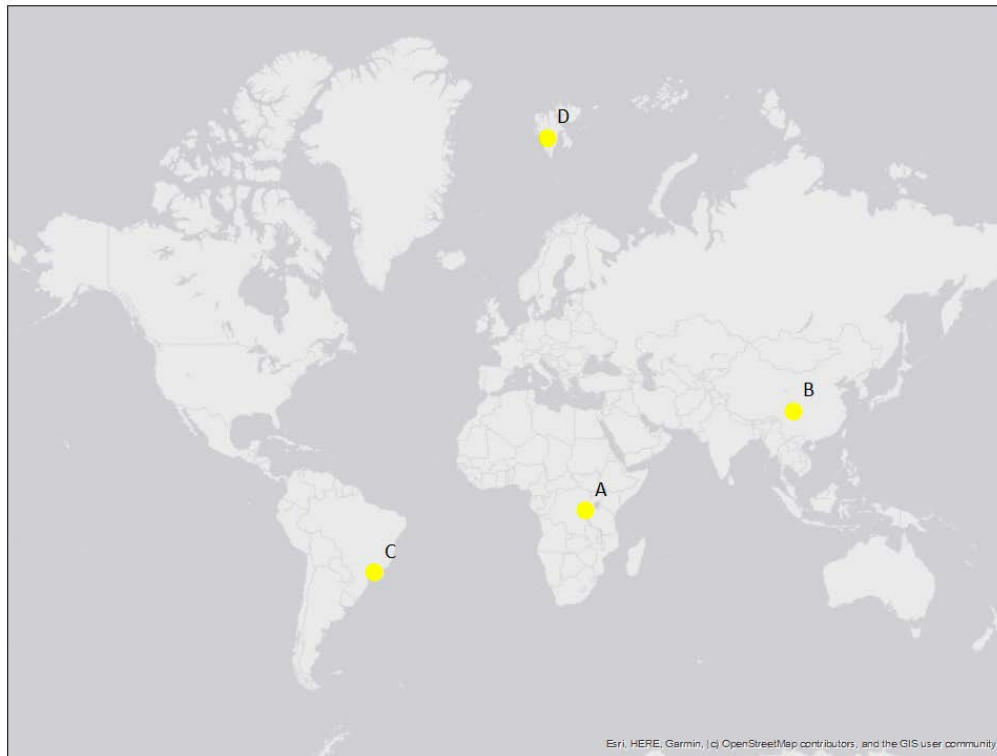 D
B
A
C
Esri, HERE, Garmin, (c) OpenStreetMap contributors, and the GIS user community